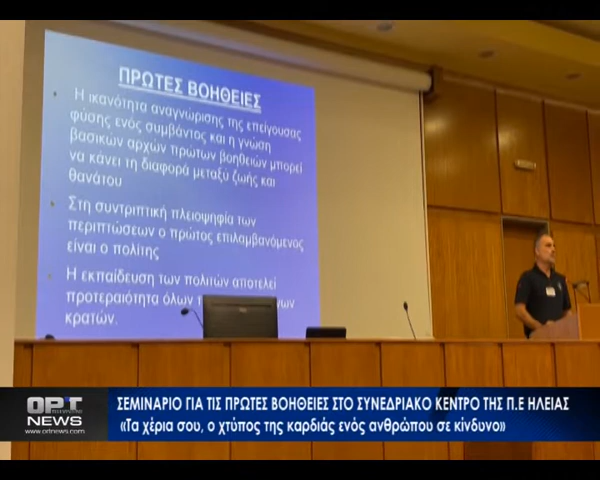 ΠΡΩΤΕΣ ΒΟΗΘΕΙΕΣ
• Η ικανότητα αναγνώρισης της επείγουσας
φύσης ενός συμβάντος και η γνώση
βασικών αρχών πρώτων βοηθειών μπορεί
να κάνει τη διαφορά μεταξύ ζωής και
θανάτου
• Στη συντριπτική πλειοψηφία των
περιπτώσεων ο πρώτος επιλαμβανόμενος
είναι ο πολίτης
• Η εκπαίδευση των πολιτών αποτελεί
προτεραιότητα όλων
κρατών.
ΟΡΤ
NEWS
www.ortnews.com
ΣΕΜΙΝΑΡΙΟ ΓΙΑ ΤΙΣ ΠΡΩΤΕΣ ΒΟΗΘΕΙΕΣ ΣΤΟ ΣΥΝΕΔΡΙΑΚΟ ΚΕΝΤΡΟ ΤΗΣ Π.Ε ΗΛΕΙΑΣ
«Τα χέρια σου, ο χτύπος της καρδιάς ενός ανθρώπου σε κίνδυνο»